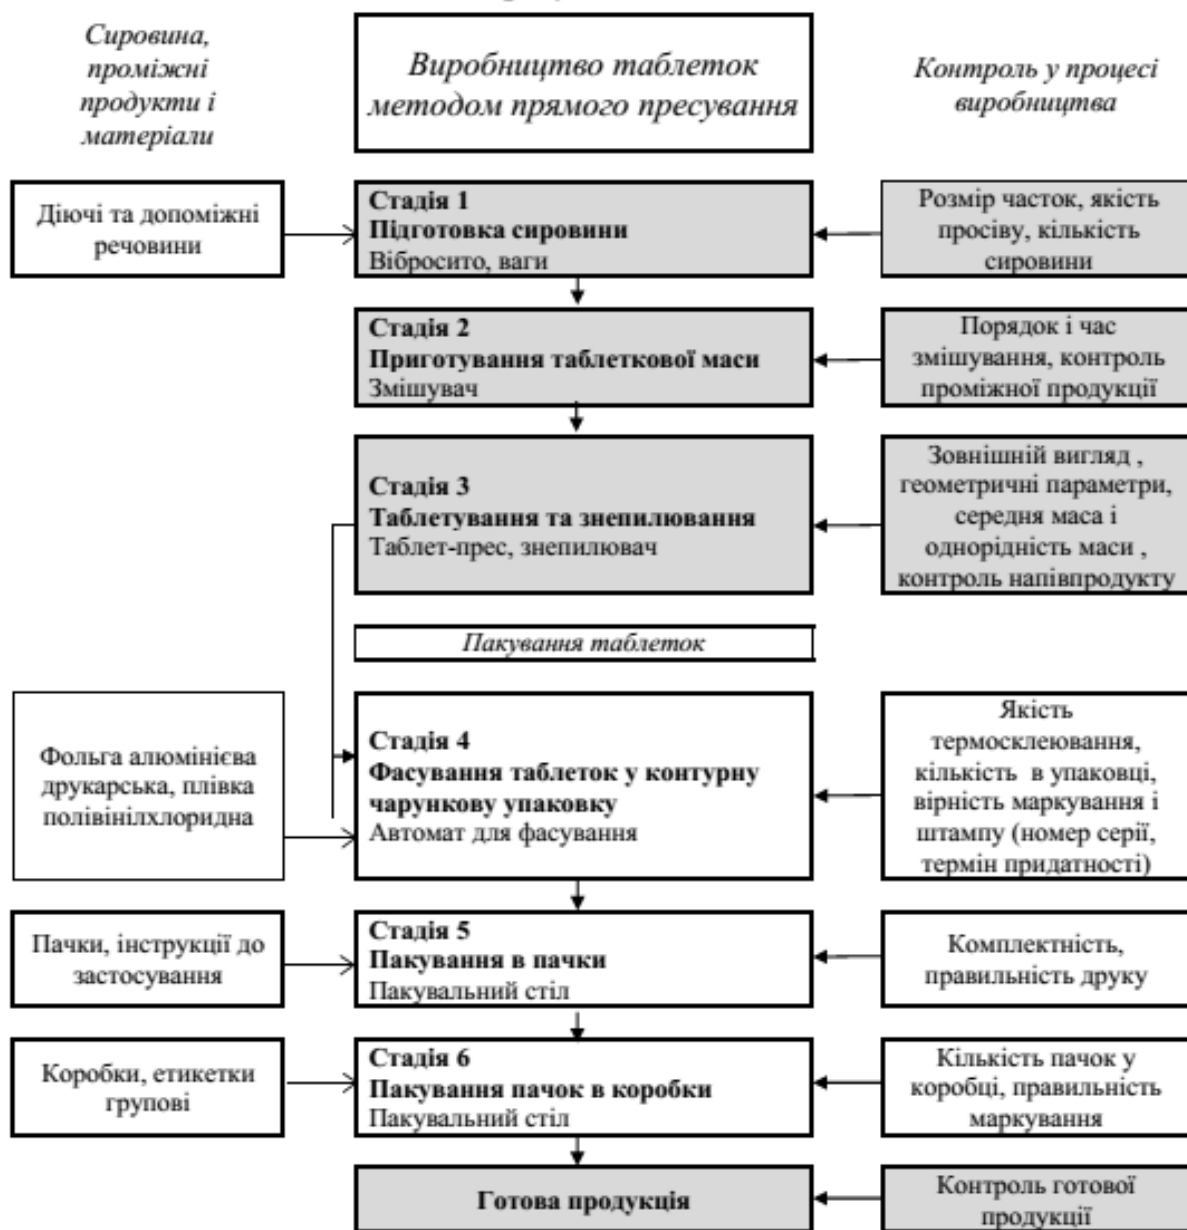 Сировина,
проміжні
продукти і
матеріали
Виробництво таблеток
методом прямого пресування
Контроль у процесі
виробництва
Діючі та допоміжні
речовини
Стадія 1
Підготовка сировини
Вібросито, ваги
Розмір часток, якість
просіву, кількість
сировини
Стадія 2
Приготування таблеткової маси
Змішувач
Порядок і час
змішування, контроль
проміжної продукції
Стадія 3
Таблетування та знепилювання
Таблет-прес, знепилювач
Зовнішній вигляд ,
геометричні параметри,
середня маса і
однорідність маси ,
контроль напівпродукту
Пакування таблеток
Фольга алюмінієва
друкарська, плівка
полівінілхлоридна
Стадія 4
Фасування таблеток у контурну
чарункову упаковку
Автомат для фасування
Якість
термосклеювання,
кількість в упаковці,
вірність маркування і
штампу (номер серії,
термін придатності)
Пачки, інструкції до
застосування
Стадія 5
Пакування в пачки
Пакувальний стіл
Комплектність,
правильність друку
Коробки, етикетки
групові
Стадія 6
Пакування пачок в коробки
Пакувальний стіл
Кількість пачок у
коробці, правильність
маркування
Готова продукція
Контроль готової
продукції